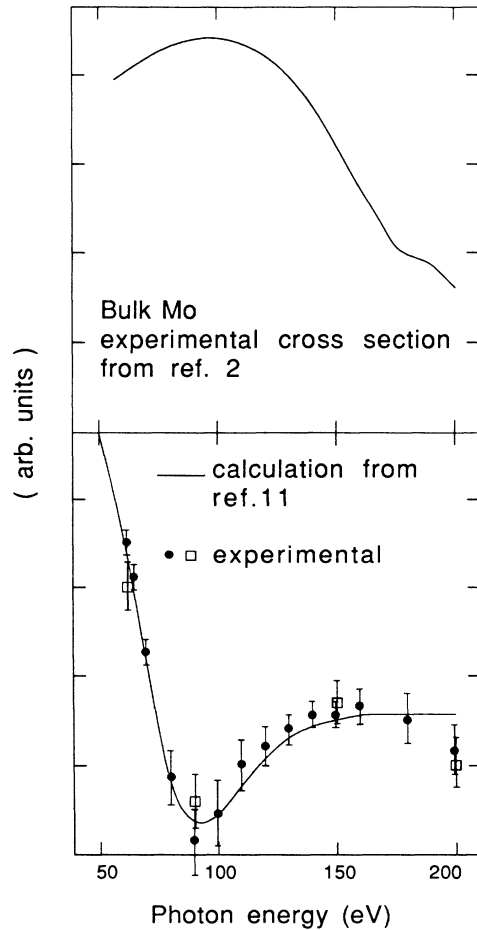 ( arb. units )
Bulk Mo
experimental cross section
from ref. 2
calculation from
ref.11
experimental
50
100
150
200
Photon energy (eV)